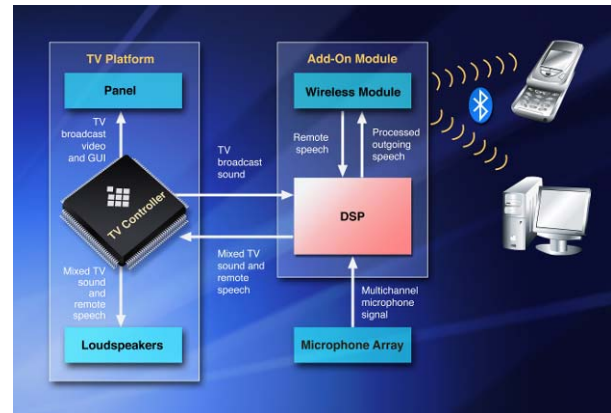 TV Platform
Panel
TV
broadcast
video
and GUI
TV Controller
Mixed TV
sound
and
remote
speech
Loudspeakers
TV
broadcast
sound
Mixed TV
sound and
remote
speech
Add-On Module
Wireless Module
Remote
speech
Processed
outgoing
speech
DSP
Multichannel
microphone
signal
Microphone Array